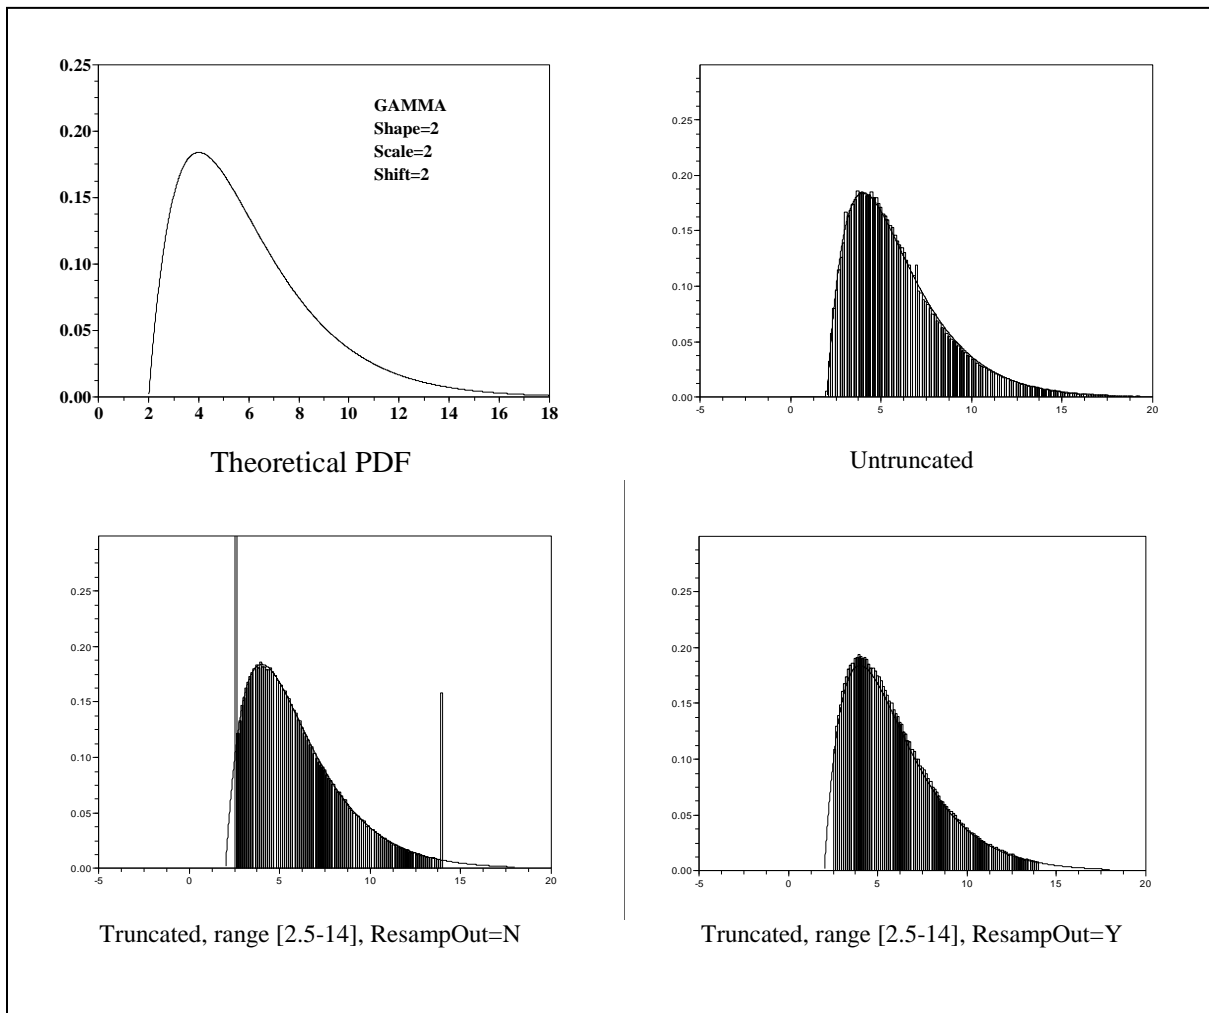 0.25
0.20
0.15
0.10
0.05
0.00
0 2 4 6 8 10 12 14 16 18
GAMMA
Shape=2
Scale=2
Shift=2
Theoretical PDF
0.25
0.20
0.15
0.10
0.05
0.00
-5 0 5 10 15 20
Untruncated
0.25
0.20
0.15
0.10
0.05
0.00
-5 0 5 10 15 20
Truncated, range [2.5-14], ResampOut=N
0.25
0.20
0.15
0.10
0.05
0.00
-5 0 5 10 15 20
Truncated, range [2.5-14], ResampOut=Y